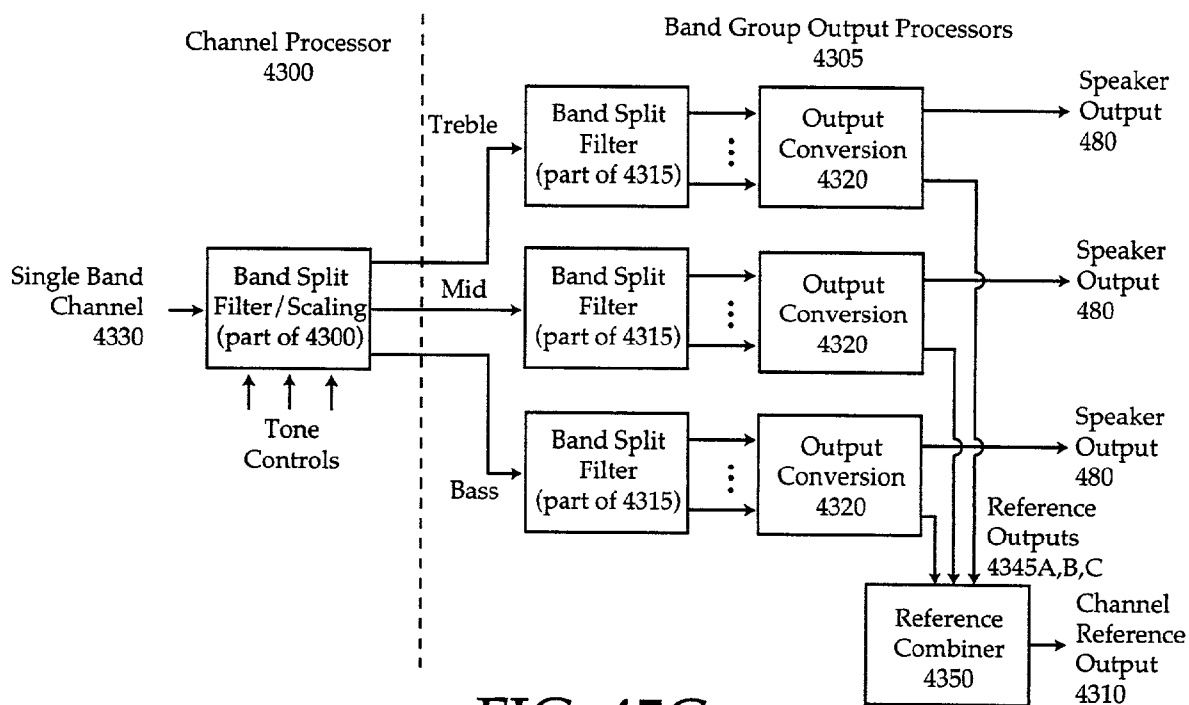 Channel Processor
4300
Band Group Output Processors
4305
Treble
Band Split
Filter
(part of 4315)
Output
Conversion
4320
Speaker
Output
480
Single Band
Channel
4330
Band Split
Filter/Scaling
(part of 4300)
Mid
Band Split
Filter
(part of 4315)
Output
Conversion
4320
Speaker
Output
480
Tone
Controls
Bass
Band Split
Filter
(part of 4315)
Output
Conversion
4320
Speaker
Output
480
Reference
Outputs
4345A,B,C
Reference
Combiner
4350
Channel
Reference
Output
4310